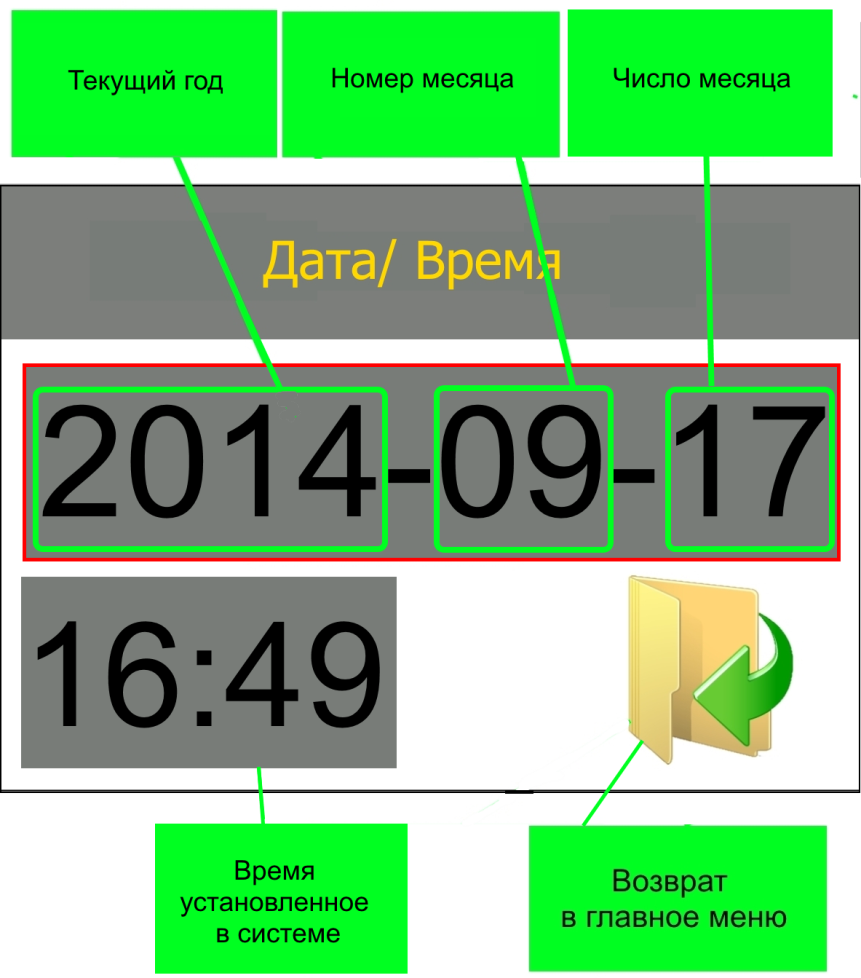 Текущий год
Номер месяца
Число месяца
Дата/ Время
2014-09-17
16:49
Время
установленное
в системе
Возврат
в главное меню